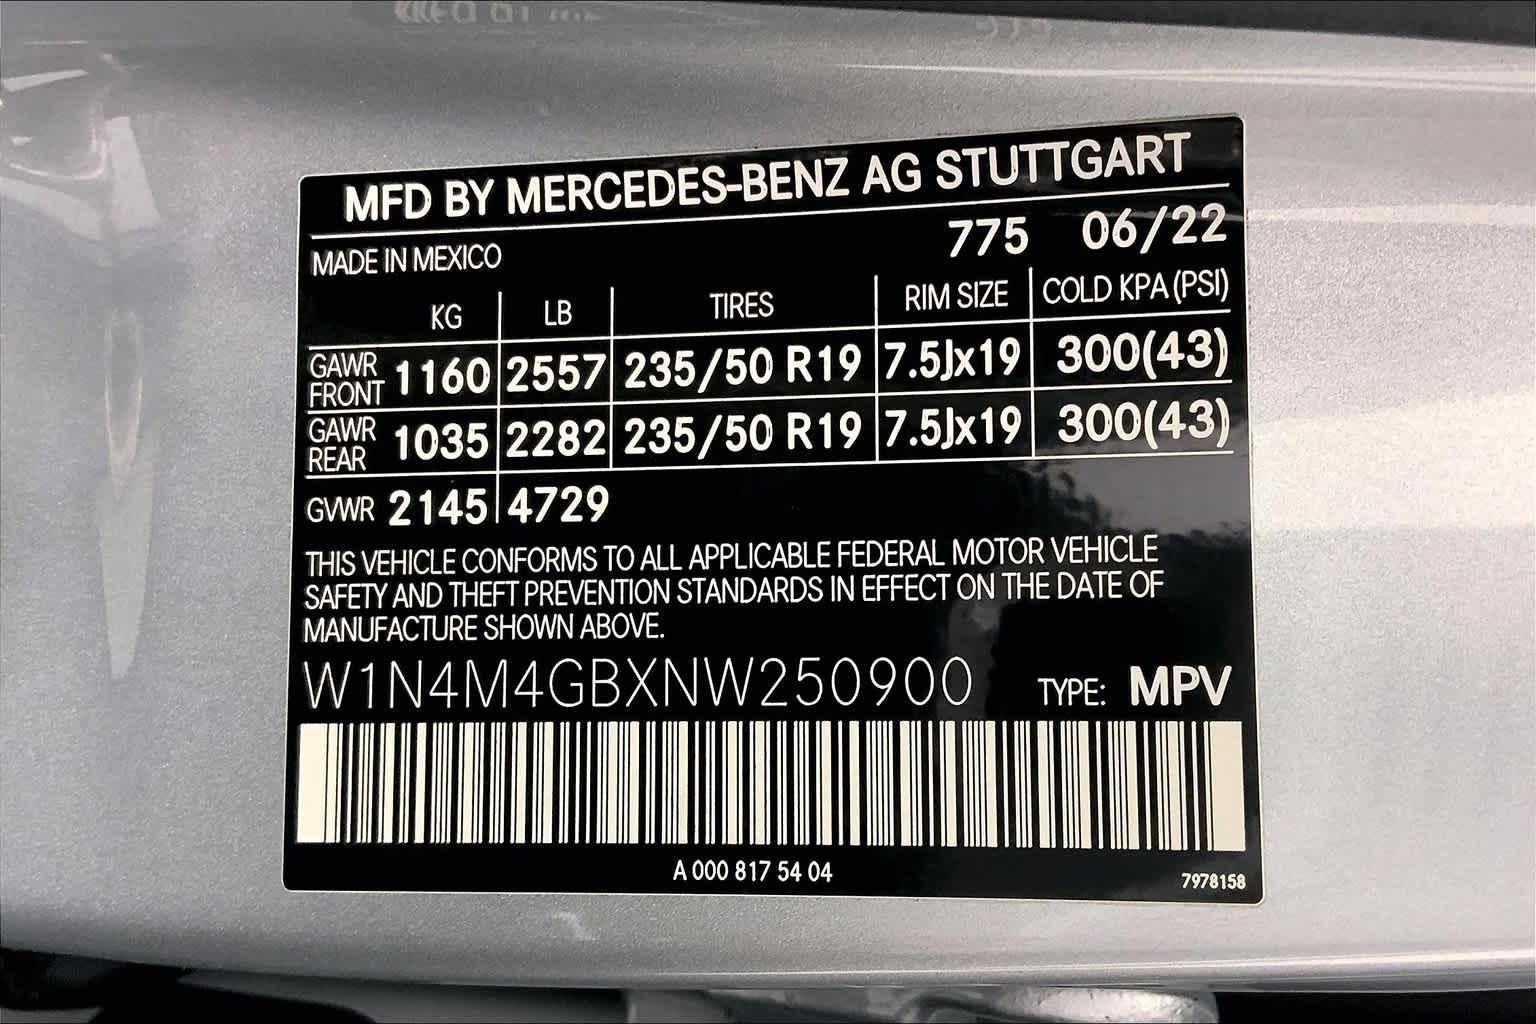 MFD BY MERCEDES-BENZ AG STUTTGART
MADE IN MEXICO 775 06/22
KG LB TIRES RIM SIZE COLD KPA (PSI)
GAWR FRONT 1160 2557 235/50 R19 7.5Jx19 300(43)
GAWR REAR 1035 2282 235/50 R19 7.5Jx19 300(43)
GVWR 2145 4729
THIS VEHICLE CONFORMS TO ALL APPLICABLE FEDERAL MOTOR VEHICLE
SAFETY AND THEFT PREVENTION STANDARDS IN EFFECT ON THE DATE OF
MANUFACTURE SHOWN ABOVE.
W1N4M4GBXNW250900 TYPE: MPV
A 000 817 54 04
7978158